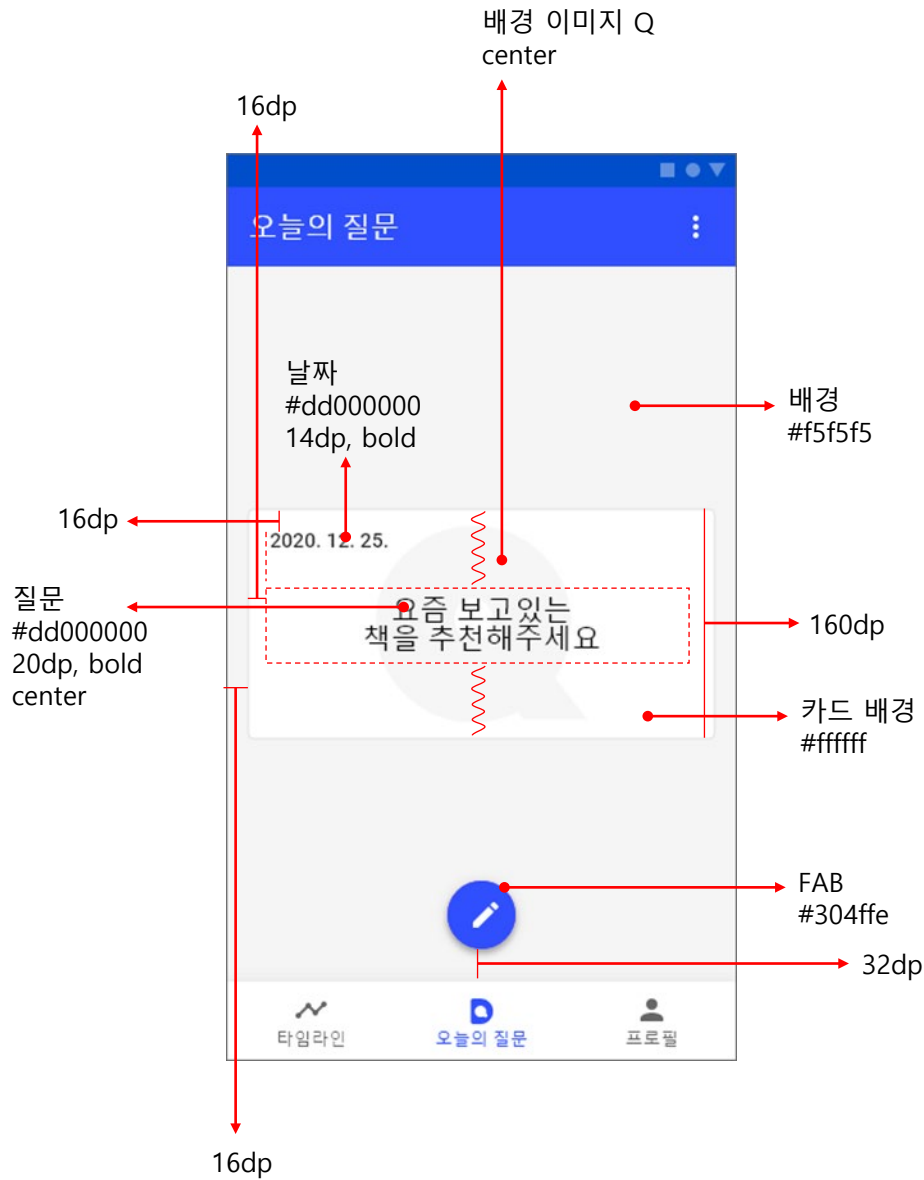 배경 이미지 Q
center
16dp
오늘의 질문
날짜
#dd000000
14dp, bold
배경
#f5f5f5
16dp
2020. 12. 25.
질문
#dd000000
20dp, bold
center
요즘 보고있는
책을 추천해주세요
160dp
카드 배경
#ffffff
FAB
#304ffe
32dp
타임라인
오늘의 질문
프로필
16dp